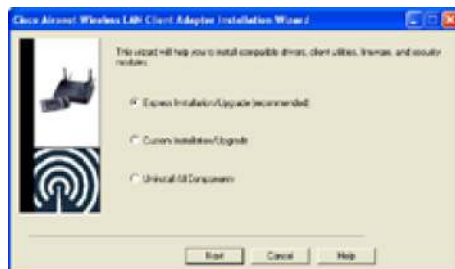 Cisco Aironet Wireless LAN Client Adapter Installation Wizard
This wizard will help you to install compatible drivers, client utilities, firmware, and security
modules.
Express Installation/Upgrade (recommended)
Custom Installation/Upgrade
Uninstall All Components
Next Cancel Help